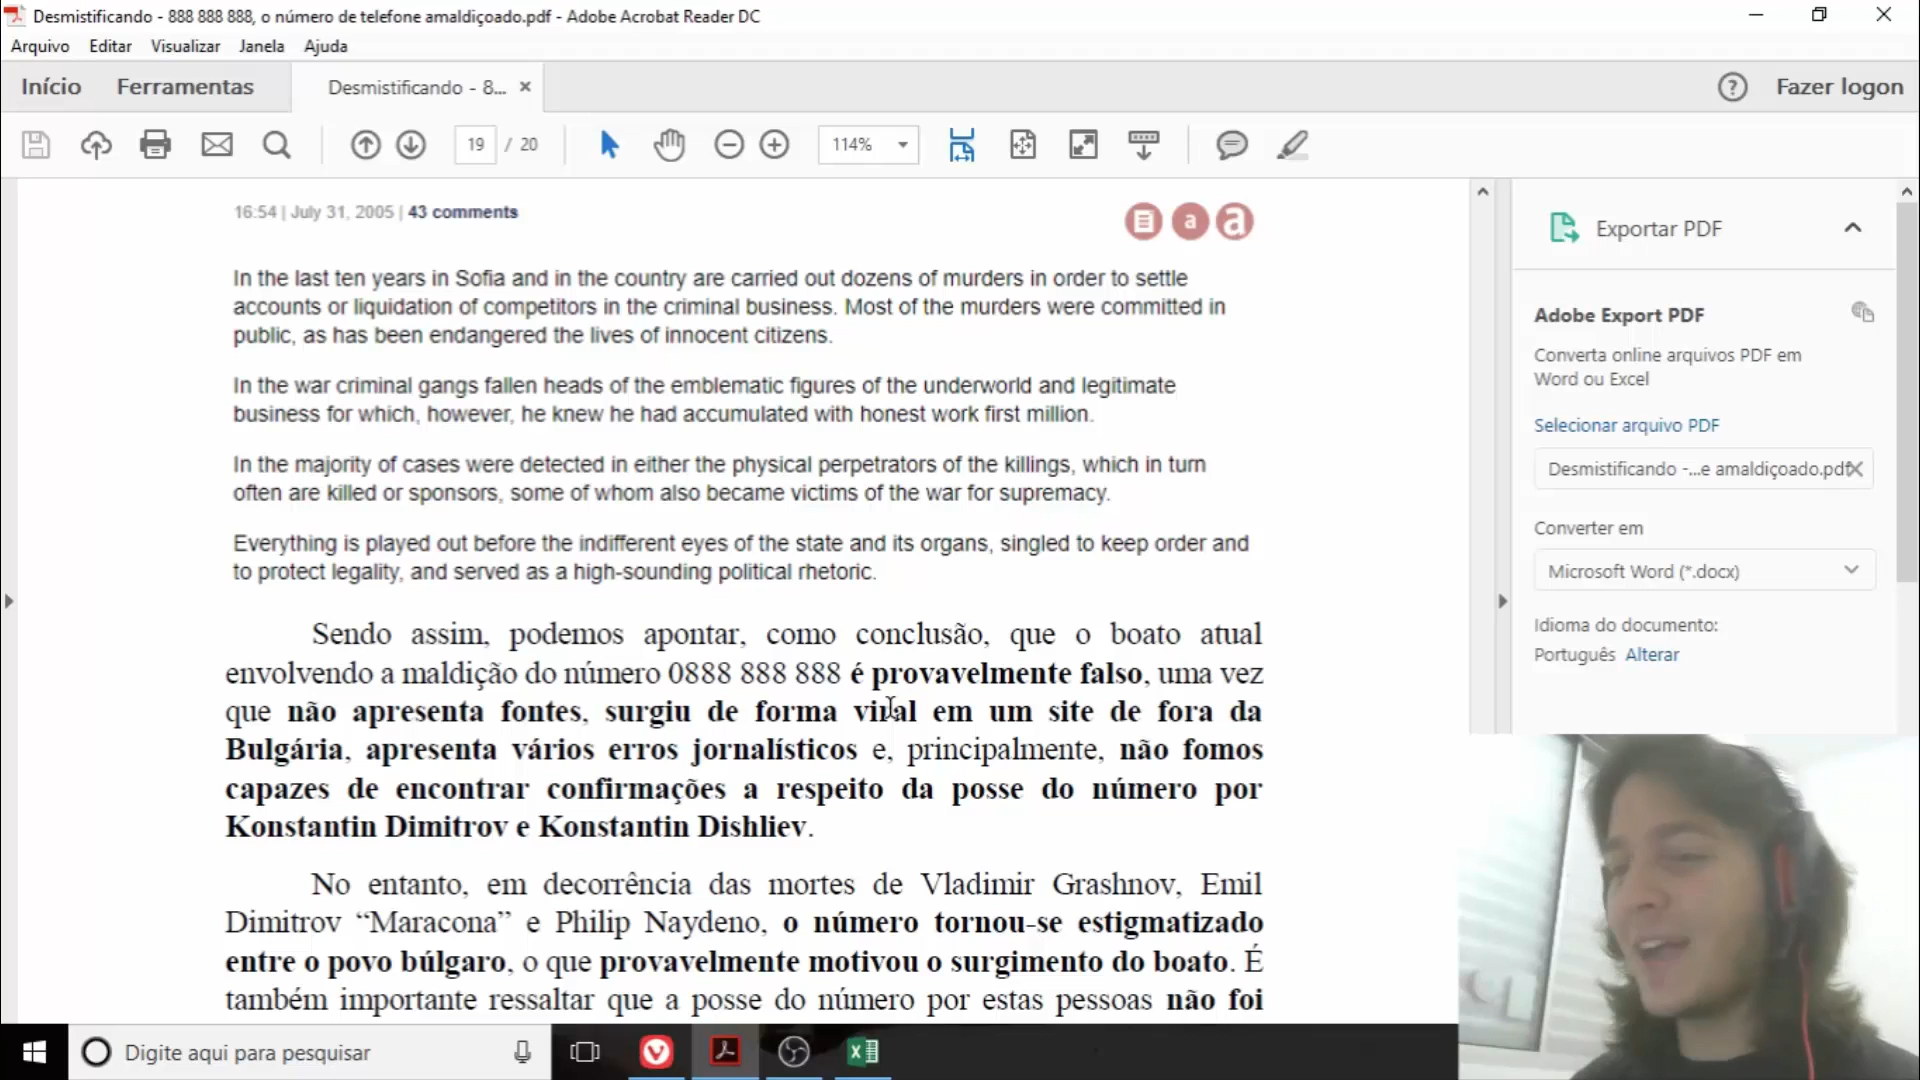 Desmistificando - 888 888 888, o número de telefone amaldiçoado.pdf - Adobe Acrobat Reader DC
Arquivo Editar Visualizar Janela Ajuda
Início Ferramentas Desmistificando - 8... × Fazer logon
19 / 20 114%
16:54 | July 31, 2005 | 43 comments
a a
In the last ten years in Sofia and in the country are carried out dozens of murders in order to settle
accounts or liquidation of competitors in the criminal business. Most of the murders were committed in
public, as has been endangered the lives of innocent citizens.
In the war criminal gangs fallen heads of the emblematic figures of the underworld and legitimate
business for which, however, he knew he had accumulated with honest work first million.
In the majority of cases were detected in either the physical perpetrators of the killings, which in turn
often are killed or sponsors, some of whom also became victims of the war for supremacy.
Everything is played out before the indifferent eyes of the state and its organs, singled to keep order and
to protect legality, and served as a high-sounding political rhetoric.
Sendo assim, podemos apontar, como conclusão, que o boato atual
envolvendo a maldição do número 0888 888 888 é provavelmente falso, uma vez
que não apresenta fontes, surgiu de forma viral em um site de fora da
Bulgária, apresenta vários erros jornalísticos e, principalmente, não fomos
capazes de encontrar confirmações a respeito da posse do número por
Konstantin Dimitrov e Konstantin Dishliev.
No entanto, em decorrência das mortes de Vladimir Grashnov, Emil
Dimitrov “Maracona” e Philip Naydeno, o número tornou-se estigmatizado
entre o povo búlgaro, o que provavelmente motivou o surgimento do boato. É
também importante ressaltar que a posse do número por estas pessoas não foi
Exportar PDF
Adobe Export PDF
Converta online arquivos PDF em
Word ou Excel
Selecionar arquivo PDF
Desmistificando -...e amaldiçoado.pdf
Converter em
Microsoft Word (*.docx)
Idioma do documento:
Português Alterar
Digite aqui para pesquisar